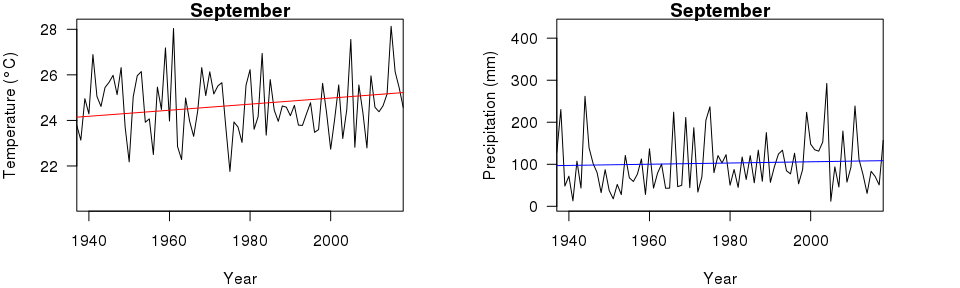 September
Temperature (°C)
28
26
24
22
1940 1960 1980 2000
Year
September
Precipitation (mm)
400
300
200
100
0
1940 1960 1980 2000
Year